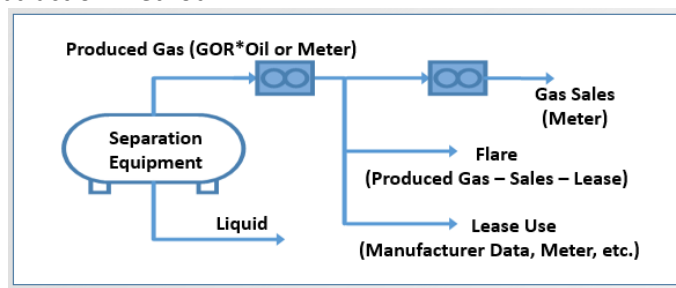 Produced Gas (GOR*Oil or Meter)
Gas Sales
(Meter)
Separation
Equipment
Flare
(Produced Gas – Sales – Lease)
Liquid
Lease Use
(Manufacturer Data, Meter, etc.)